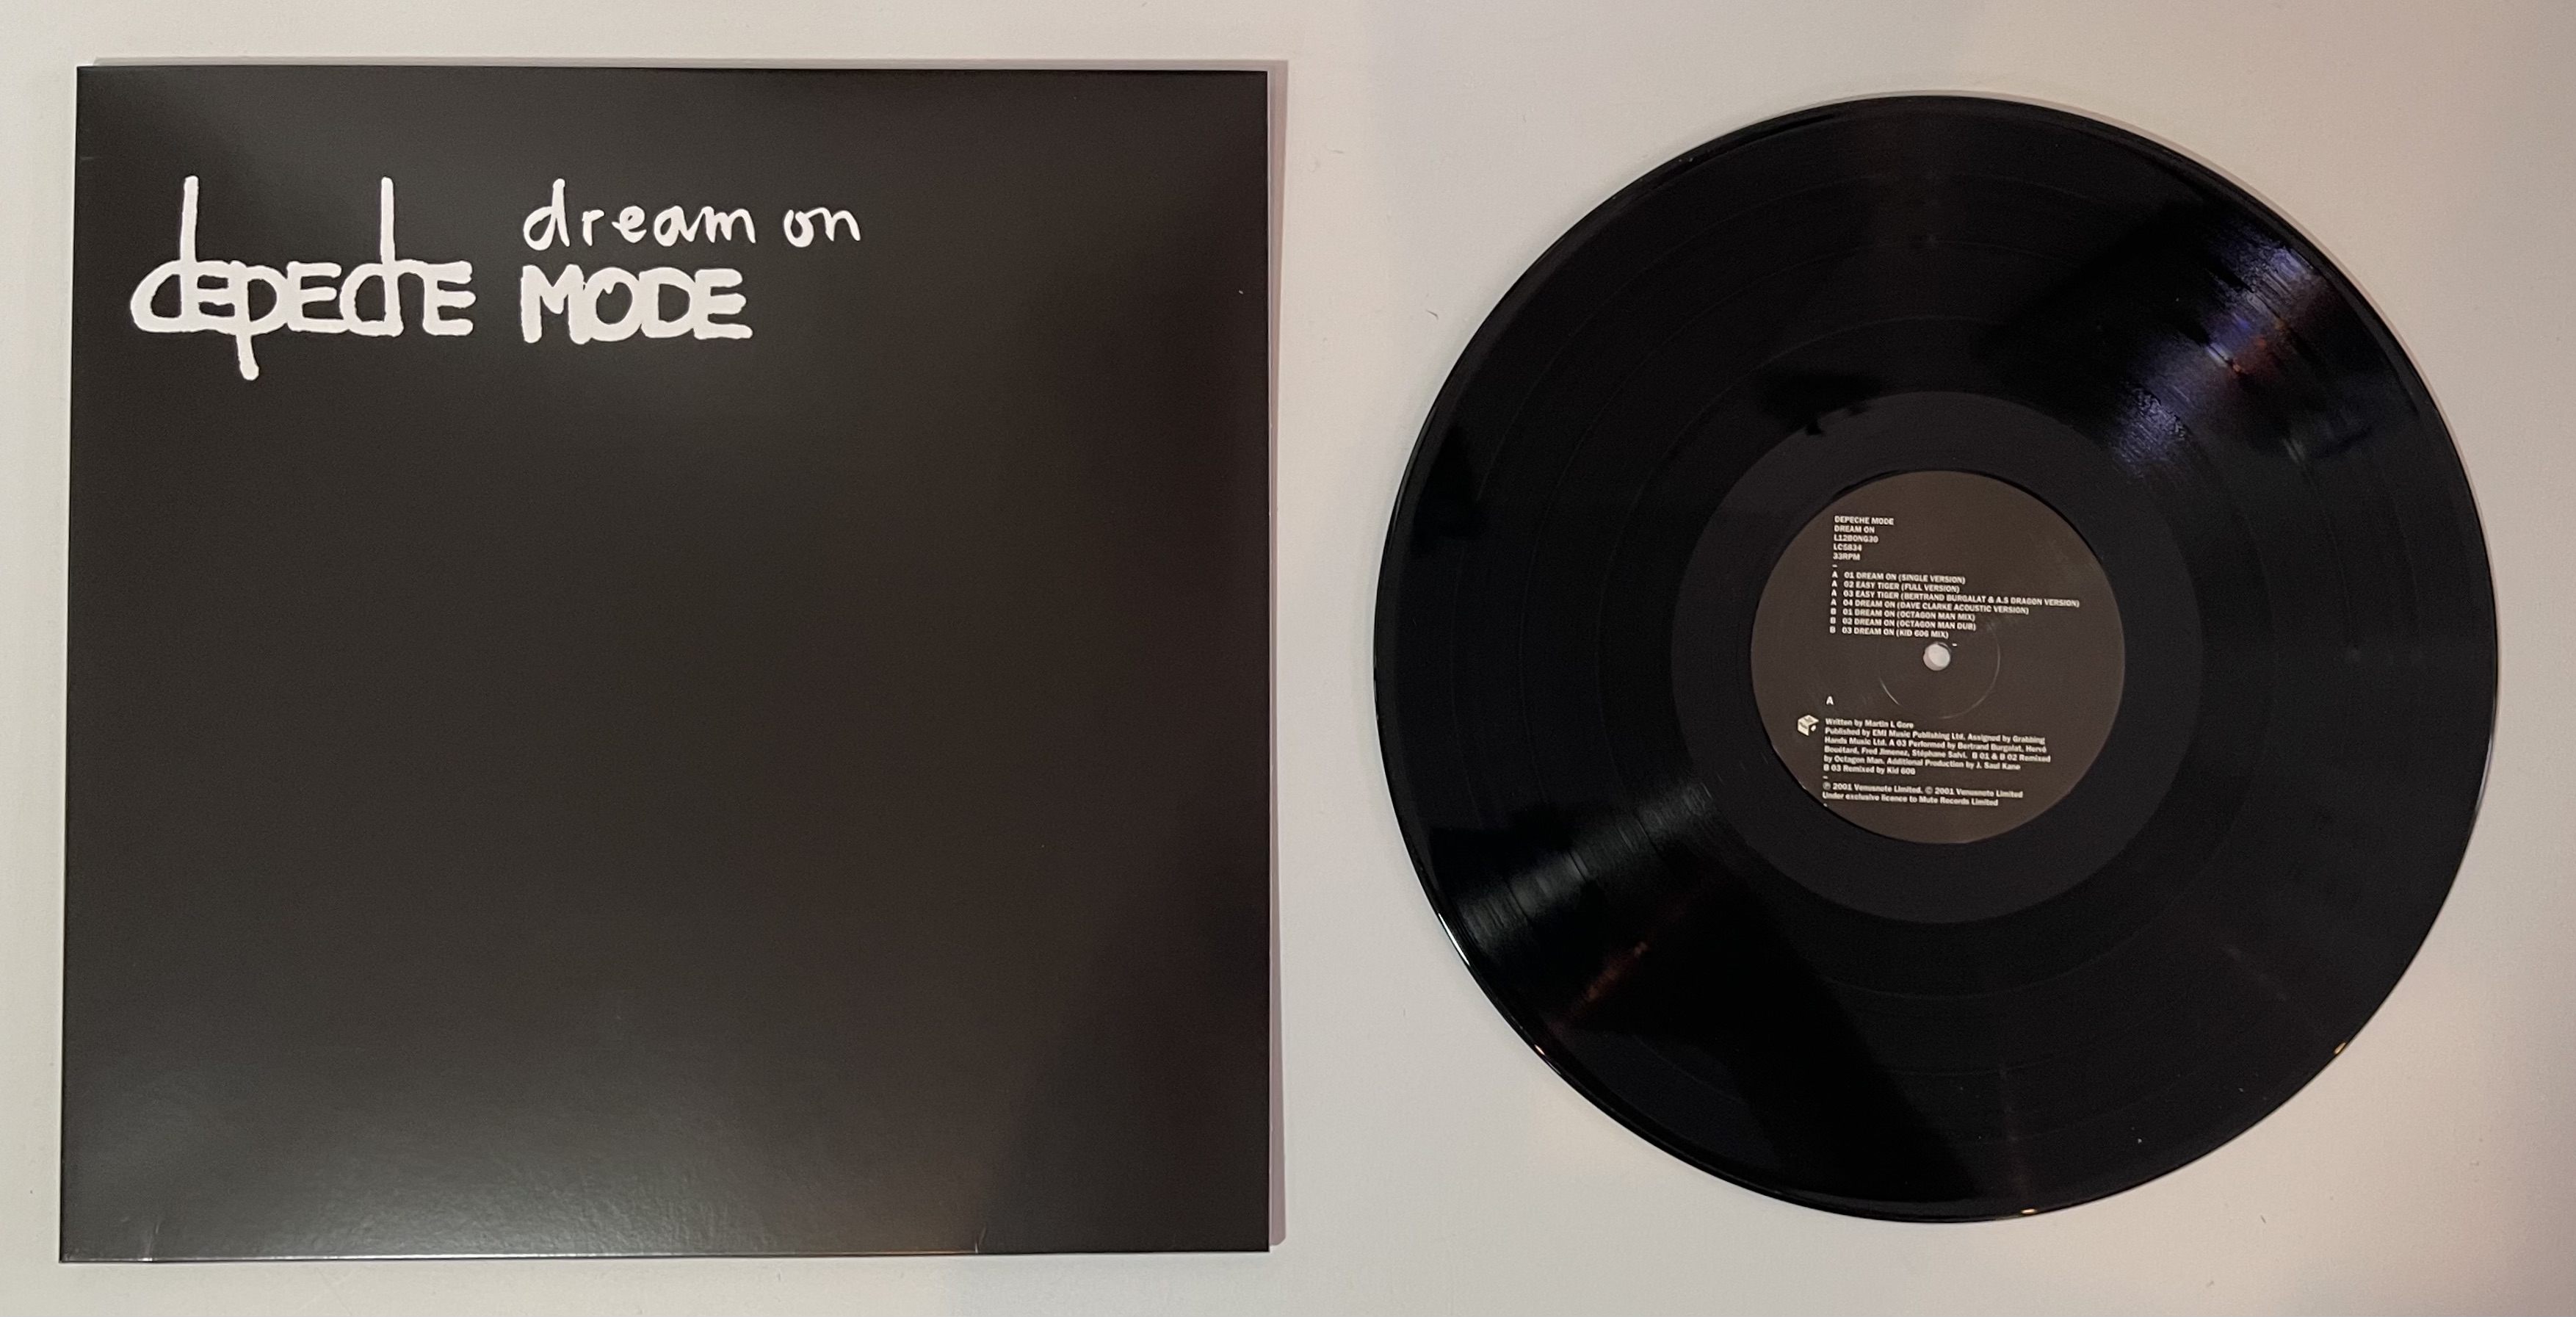 dream on
depEchE MODE
DEPECHE MODE
DREAM ON
L12BONG30
LC5834
33RPM
–
A 01 DREAM ON (SINGLE VERSION)
A 02 EASY TIGER (FULL VERSION)
A 03 EASY TIGER (BERTRAND BURGALAT & A.S DRAGON VERSION)
A 04 DREAM ON (DAVE CLARKE ACOUSTIC VERSION)
B 01 DREAM ON (OCTAGON MAN MIX)
B 02 DREAM ON (OCTAGON MAN DUB)
B 03 DREAM ON (KID 606 MIX)
–
A
Written by Martin L Gore
Published by EMI Music Publishing Ltd. Assigned by Grabbing
Hands Music Ltd. A 03 Performed by Bertrand Burgalat, Hervé
Bouétard, Fred Jimenez, Stéphane Salvi. B 01 & B 02 Remixed
by Octagon Man. Additional Production by J. Saul Kane
B 03 Remixed by Kid 606
–
℗ 2001 Venusnote Limited. © 2001 Venusnote Limited
Under exclusive licence to Mute Records Limited